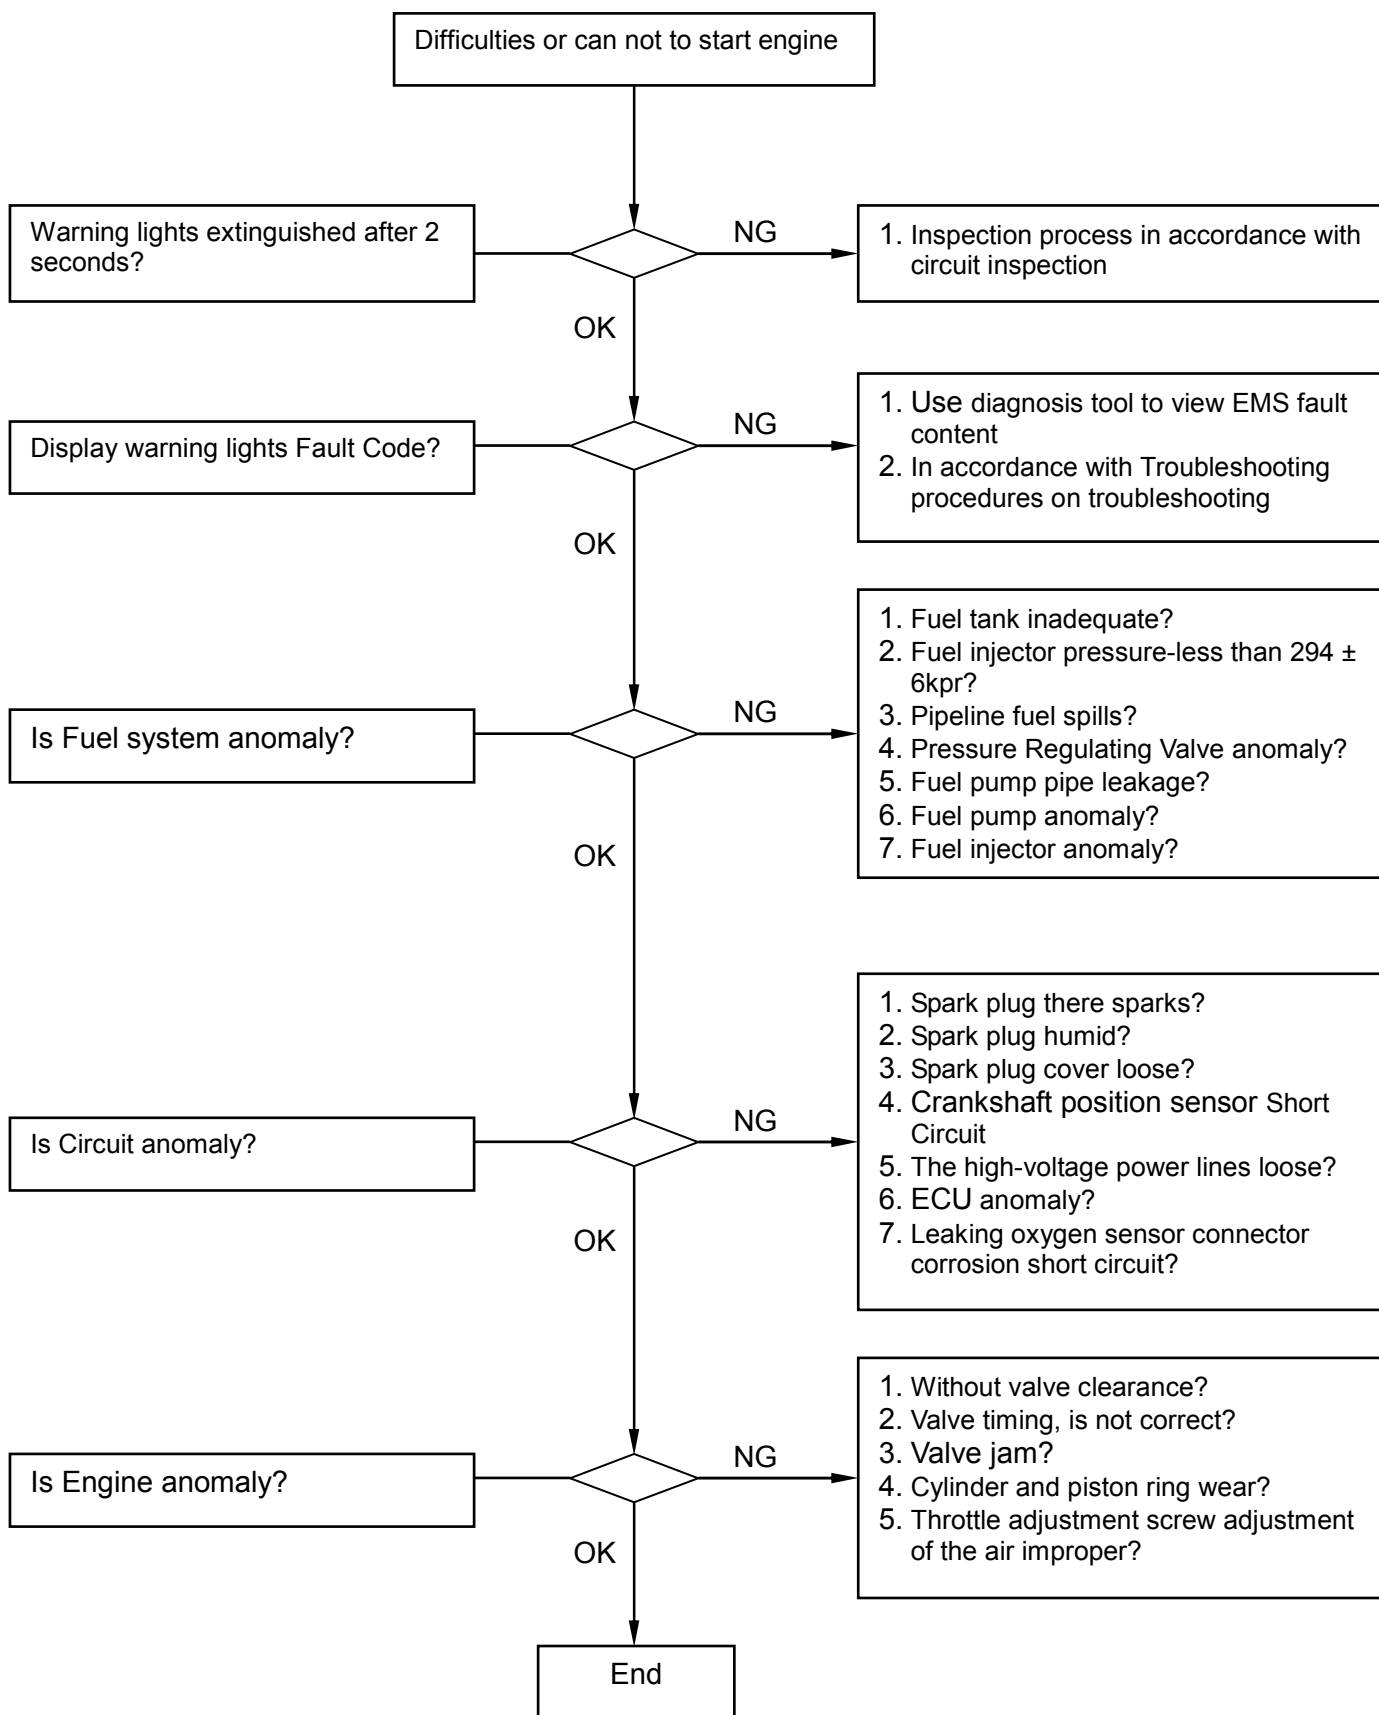 Difficulties or can not to start engine
Warning lights extinguished after 2
seconds?
NG
1. Inspection process in accordance with
circuit inspection
OK
Display warning lights Fault Code?
NG
1. Use diagnosis tool to view EMS fault
content
2. In accordance with Troubleshooting
procedures on troubleshooting
OK
Is Fuel system anomaly?
NG
1. Fuel tank inadequate?
2. Fuel injector pressure-less than 294 ±
6kpr?
3. Pipeline fuel spills?
4. Pressure Regulating Valve anomaly?
5. Fuel pump pipe leakage?
6. Fuel pump anomaly?
7. Fuel injector anomaly?
OK
Is Circuit anomaly?
NG
1. Spark plug there sparks?
2. Spark plug humid?
3. Spark plug cover loose?
4. Crankshaft position sensor Short
Circuit
5. The high-voltage power lines loose?
6. ECU anomaly?
7. Leaking oxygen sensor connector
corrosion short circuit?
OK
Is Engine anomaly?
NG
1. Without valve clearance?
2. Valve timing, is not correct?
3. Valve jam?
4. Cylinder and piston ring wear?
5. Throttle adjustment screw adjustment
of the air improper?
OK
End